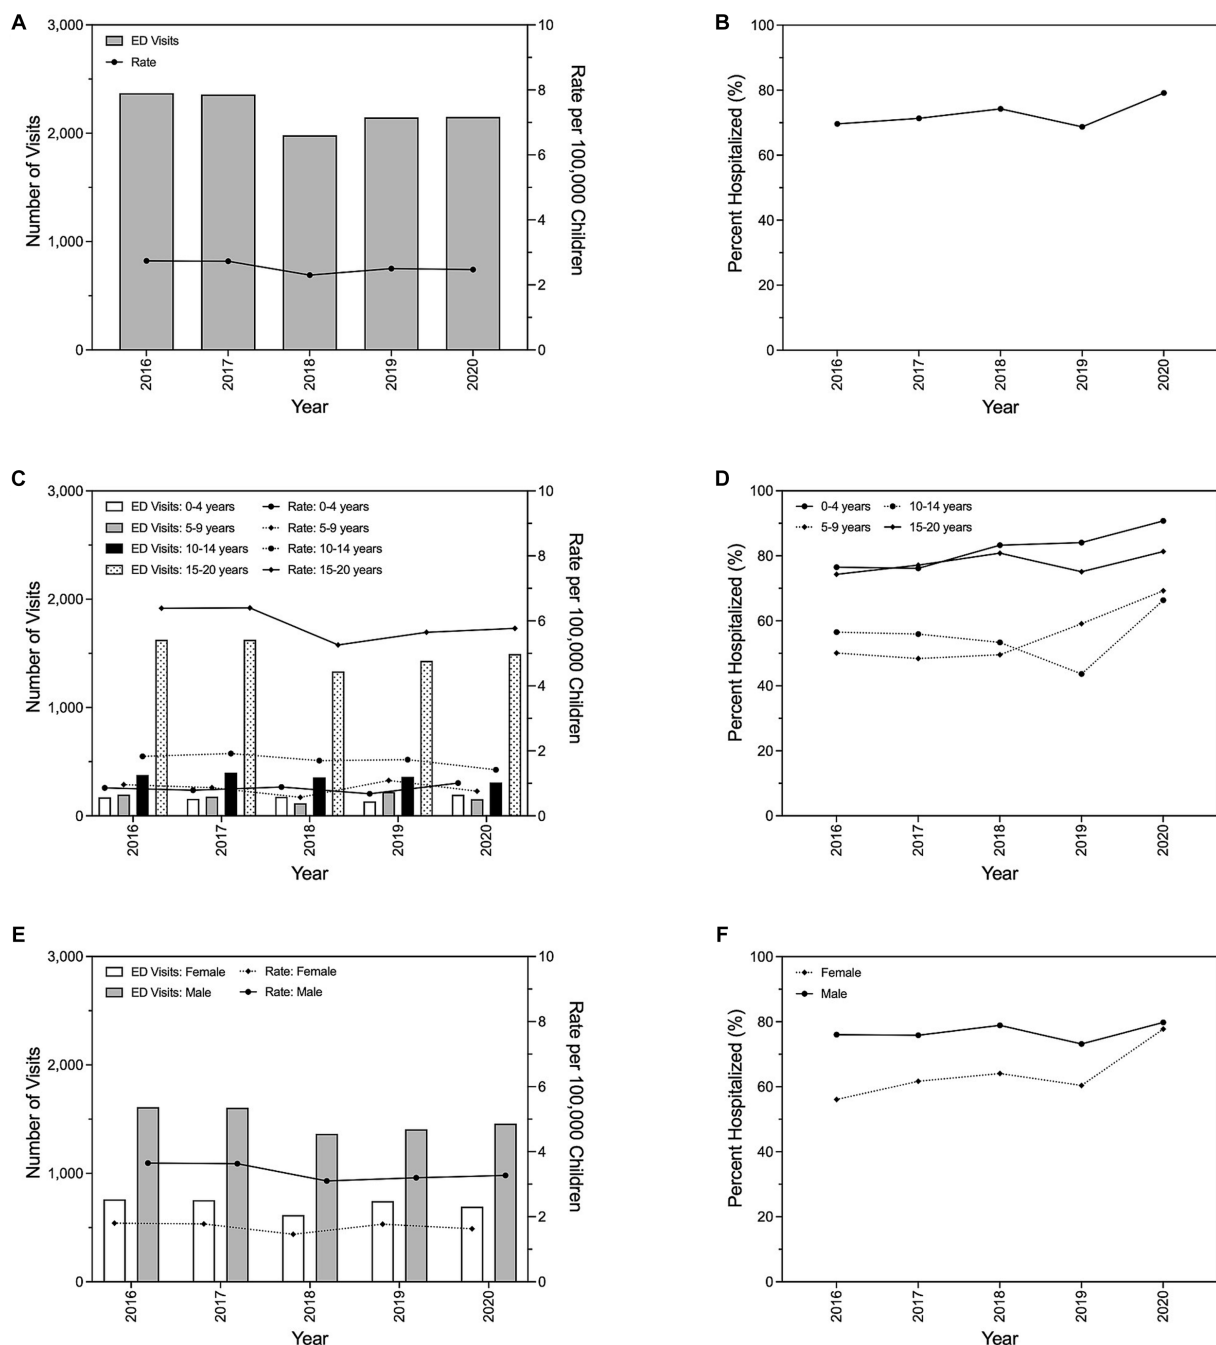 A
3,000
2,000
1,000
0
Number of Visits
ED Visits
Rate
10
8
6
4
2
0
Rate per 100,000 Children
2016
2017
2018
2019
2020
Year
B
100
80
60
40
20
0
Percent Hospitalized (%)
2016
2017
2018
2019
2020
Year
C
3,000
2,000
1,000
0
Number of Visits
ED Visits: 0-4 years
Rate: 0-4 years
ED Visits: 5-9 years
Rate: 5-9 years
ED Visits: 10-14 years
Rate: 10-14 years
ED Visits: 15-20 years
Rate: 15-20 years
10
8
6
4
2
0
Rate per 100,000 Children
2016
2017
2018
2019
2020
Year
D
100
80
60
40
20
0
Percent Hospitalized (%)
0-4 years
10-14 years
5-9 years
15-20 years
2016
2017
2018
2019
2020
Year
E
3,000
2,000
1,000
0
Number of Visits
ED Visits: Female
Rate: Female
ED Visits: Male
Rate: Male
10
8
6
4
2
0
Rate per 100,000 Children
2016
2017
2018
2019
2020
Year
F
100
80
60
40
20
0
Percent Hospitalized (%)
Female
Male
2016
2017
2018
2019
2020
Year